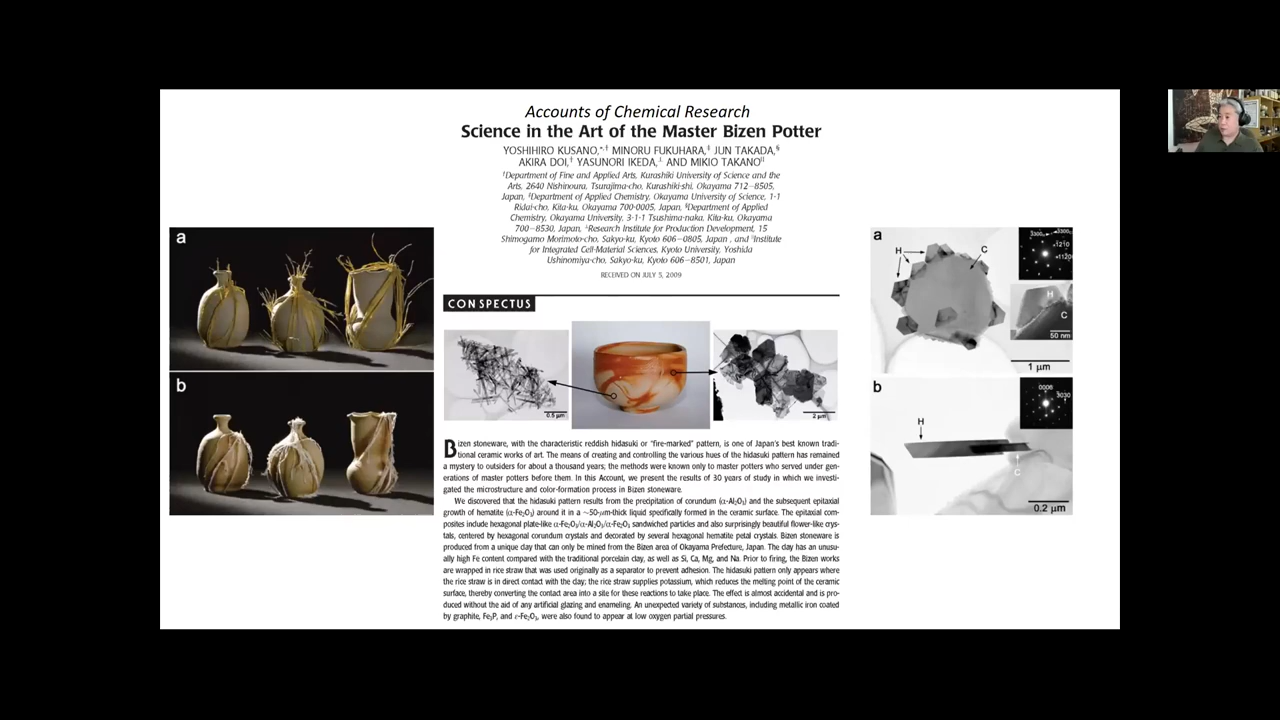 Accounts of Chemical Research
Science in the Art of the Master Bizen Potter
YOSHIHIRO KUSANO,*,† MINORU FUKUHARA,‡ JUN TAKADA,§
AKIRA DOI,† YASUNORI IKEDA,⊥ AND MIKIO TAKANO||
†Department of Fine and Applied Arts, Kurashiki University of Science and the
Arts, 2640 Nishinoura, Tsurajima-cho, Kurashiki-shi, Okayama 712-8505,
Japan, ‡Department of Applied Chemistry, Okayama University of Science, 1-1
Ridai-cho, Kita-ku, Okayama 700-0005, Japan, §Department of Applied
Chemistry, Okayama University, 3-1-1 Tsushima-naka, Kita-ku, Okayama
700-8530, Japan, ⊥Research Institute for Production Development, 15
Shimogamo Morimoto-cho, Sakyo-ku, Kyoto 606-0805, Japan, and ||Institute
for Integrated Cell-Material Sciences, Kyoto University, Yoshida
Ushinomiya-cho, Sakyo-ku, Kyoto 606-8501, Japan
RECEIVED ON JULY 3, 2009
CONSPECTUS
0.5 μm
2 μm
Bizen stoneware, with the characteristic reddish hidasuki or "fire-marked" pattern, is one of Japan's best known tradi-
tional ceramic works of art. The means of creating and controlling the various hues of the hidasuki pattern has remained
a mystery to outsiders for about a thousand years; the methods were known only to master potters who served under gen-
erations of master potters before them. In this Account, we present the results of 30 years of study in which we investi-
gated the microstructure and color-formation process in Bizen stoneware.
We discovered that the hidasuki pattern results from the precipitation of corundum (α-Al₂O₃) and the subsequent epitaxial
growth of hematite (α-Fe₂O₃) around it in a ∼50-μm-thick liquid specifically formed in the ceramic surface. The epitaxial com-
posites include hexagonal plate-like α-Fe₂O₃/α-Al₂O₃/α-Fe₂O₃ sandwiched particles and also surprisingly beautiful flower-like crys-
tals, centered by hexagonal corundum crystals and decorated by several hexagonal hematite petal crystals. Bizen stoneware is
produced from a unique clay that can only be mined from the Bizen area of Okayama Prefecture, Japan. The clay has an unusu-
ally high Fe content compared with the traditional porcelain clay, as well as Si, Ca, Mg, and Na. Prior to firing, the Bizen works
are wrapped in rice straw that was used originally as a separator to prevent adhesion. The hidasuki pattern only appears where
the rice straw is in direct contact with the clay; the rice straw supplies potassium, which reduces the melting point of the ceramic
surface, thereby converting the contact area into a site for these reactions to take place. The effect is almost accidental and is pro-
duced without the aid of any artificial glazing and enameling. An unexpected variety of substances, including metallic iron coated
by graphite, Fe₃P, and ε-Fe₂O₃, were also found to appear at low oxygen partial pressures.
a
b
a
H
C
H
C
50 nm
1 μm
b
H
C
0006
3030
0.2 μm